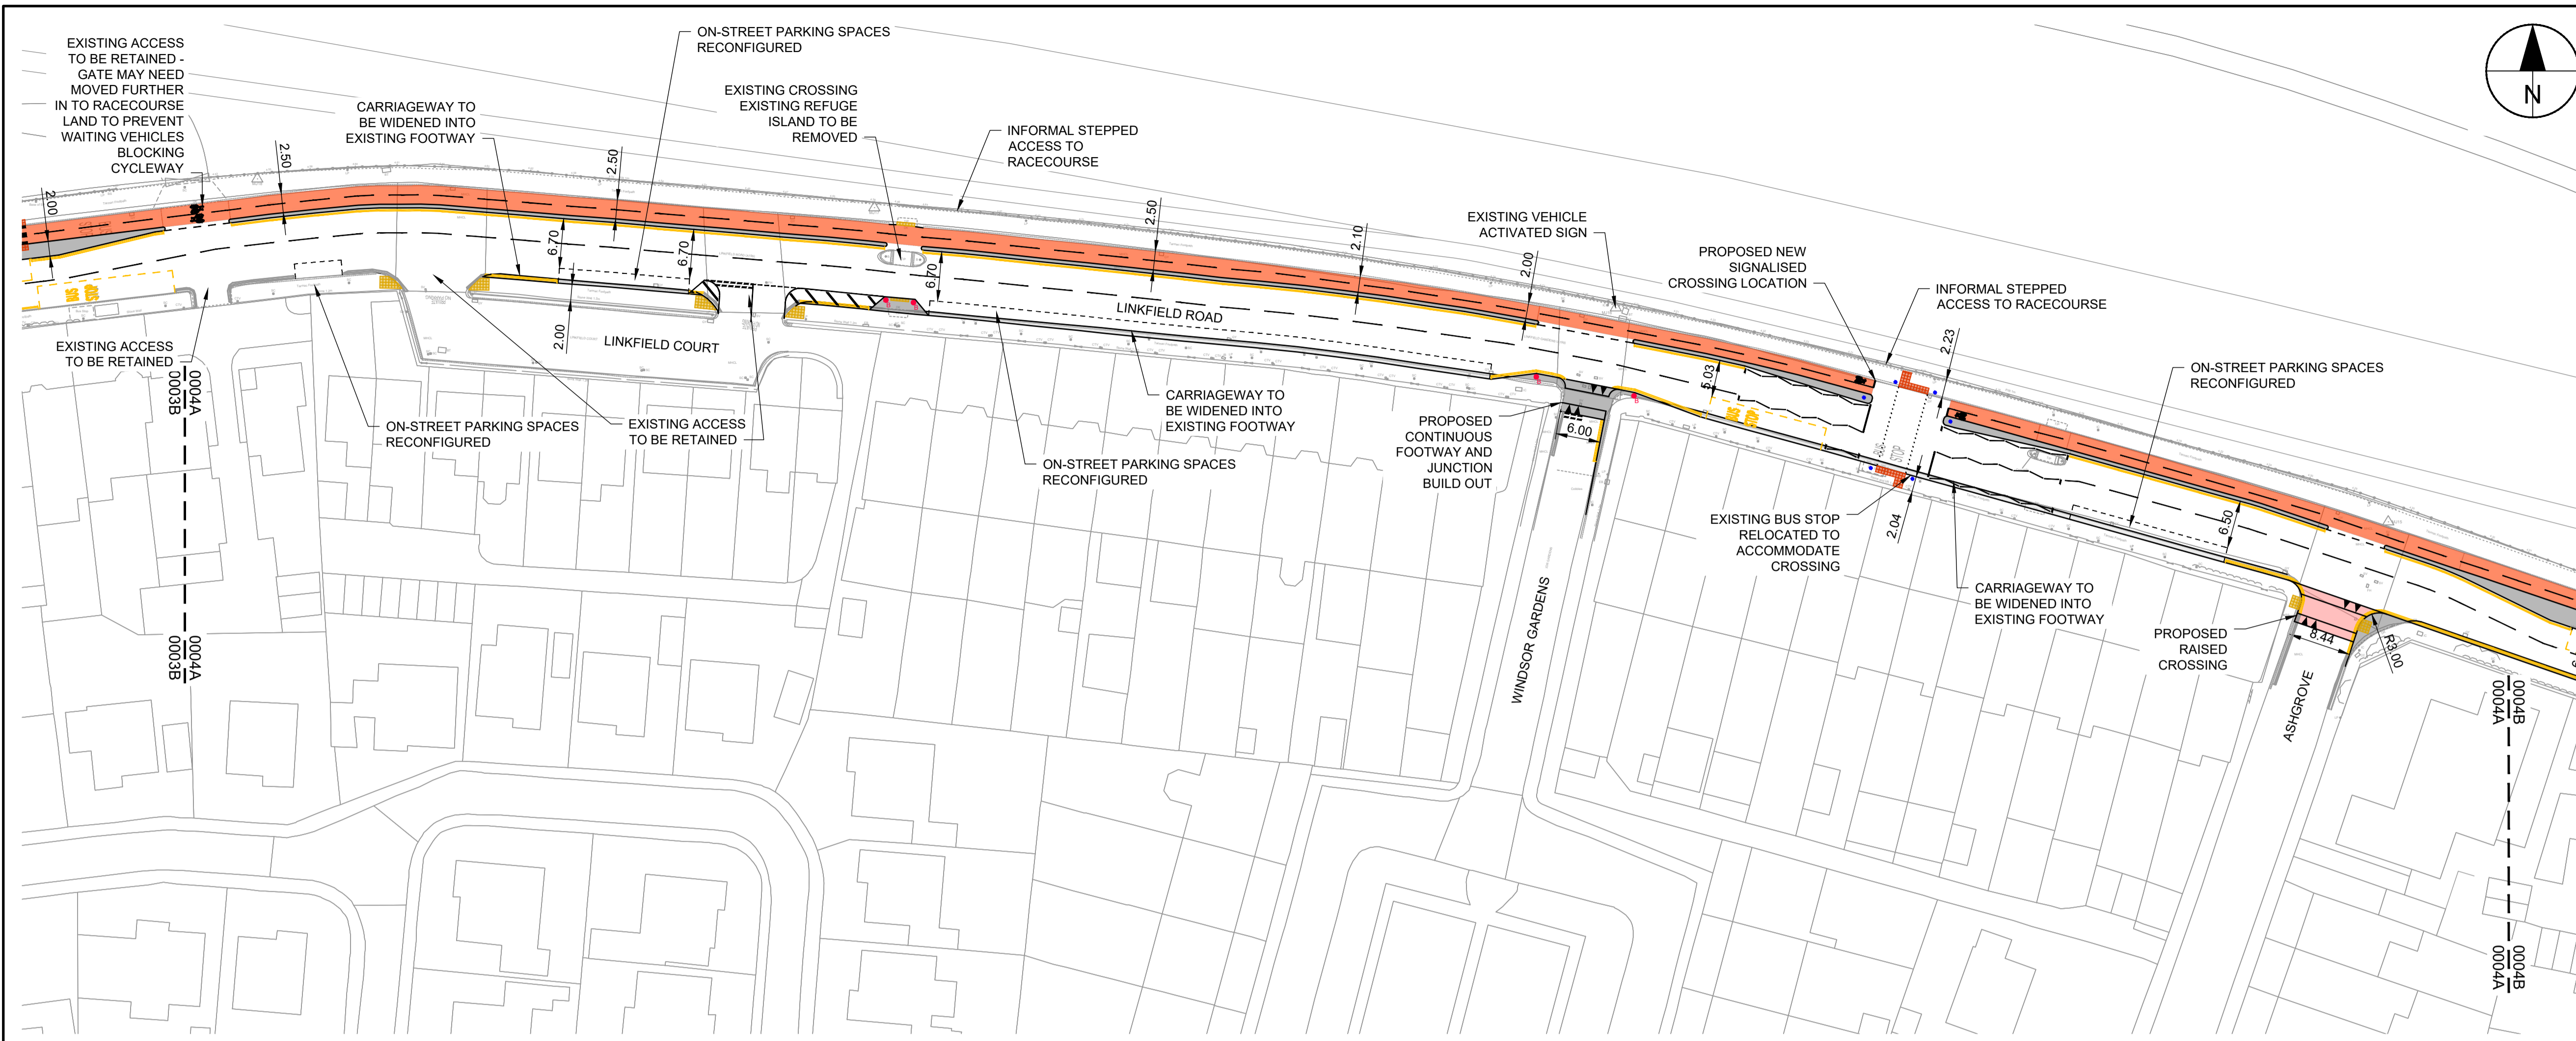 EXISTING ACCESS
TO BE RETAINED -
GATE MAY NEED
MOVED FURTHER
IN TO RACECOURSE
LAND TO PREVENT
WAITING VEHICLES
BLOCKING
CYCLEWAY
CARRIAGEWAY TO
BE WIDENED INTO
EXISTING FOOTWAY
ON-STREET PARKING SPACES
RECONFIGURED
EXISTING CROSSING
EXISTING REFUGE
ISLAND TO BE
REMOVED
INFORMAL STEPPED
ACCESS TO
RACECOURSE
EXISTING VEHICLE
ACTIVATED SIGN
PROPOSED NEW
SIGNALISED
CROSSING LOCATION
INFORMAL STEPPED
ACCESS TO RACECOURSE
ON-STREET PARKING SPACES
RECONFIGURED
N
2.00
2.50
2.50
2.50
2.10
2.00
2.23
6.70
6.70
6.70
5.03
6.50
2.00
2.04
6.00
8.44
R3.00
BUS
STOP
BUS
STOP
BUS
STOP
LINKFIELD ROAD
LINKFIELD COURT
EXISTING ACCESS
TO BE RETAINED
0004A
0003B
ON-STREET PARKING SPACES
RECONFIGURED
EXISTING ACCESS
TO BE RETAINED
ON-STREET PARKING SPACES
RECONFIGURED
CARRIAGEWAY TO
BE WIDENED INTO
EXISTING FOOTWAY
PROPOSED
CONTINUOUS
FOOTWAY AND
JUNCTION
BUILD OUT
EXISTING BUS STOP
RELOCATED TO
ACCOMMODATE
CROSSING
CARRIAGEWAY TO
BE WIDENED INTO
EXISTING FOOTWAY
PROPOSED
RAISED
CROSSING
WINDSOR GARDENS
ASHGROVE
0004A
0003B
0004B
0004A
0004B
0004A